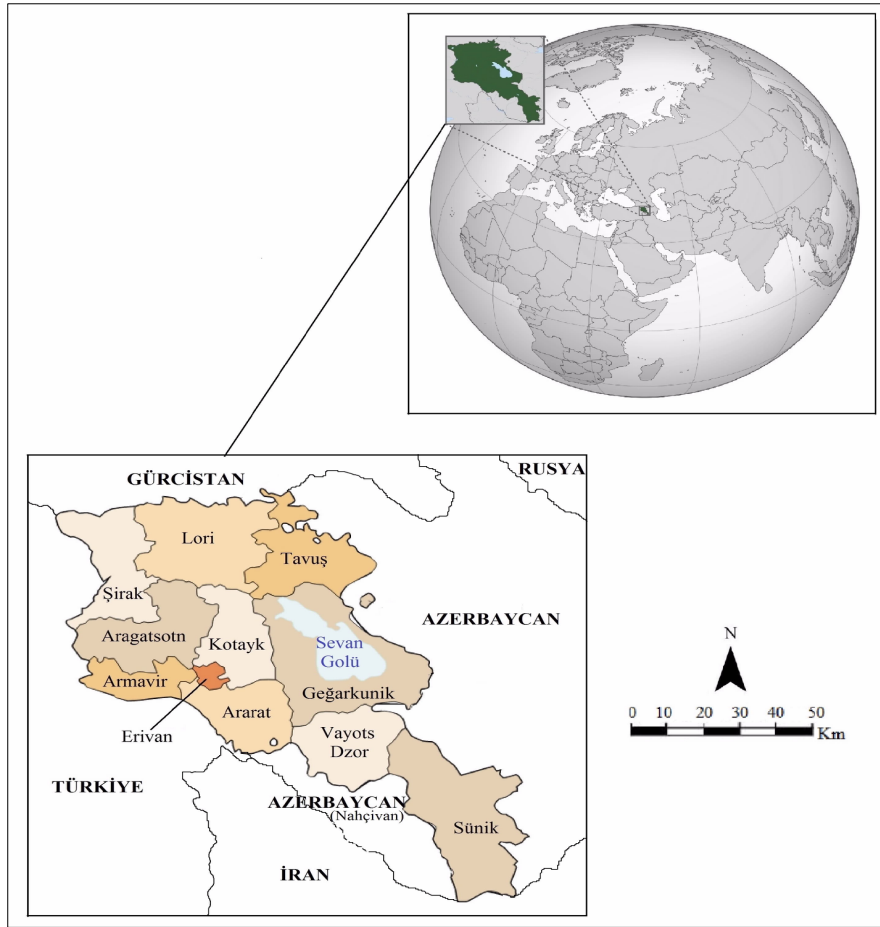 GÜRCİSTAN
RUSYA
Lori
Tavuş
Şirak
Aragatsotn
Kotayk
Sevan
Golü
AZERBAYCAN
Armavir
Geğarkunik
Ararat
Erivan
Vayots
Dzor
TÜRKİYE
AZERBAYCAN
(Nahçivan)
Sünik
İRAN
N
0 10 20 30 40 50
Km